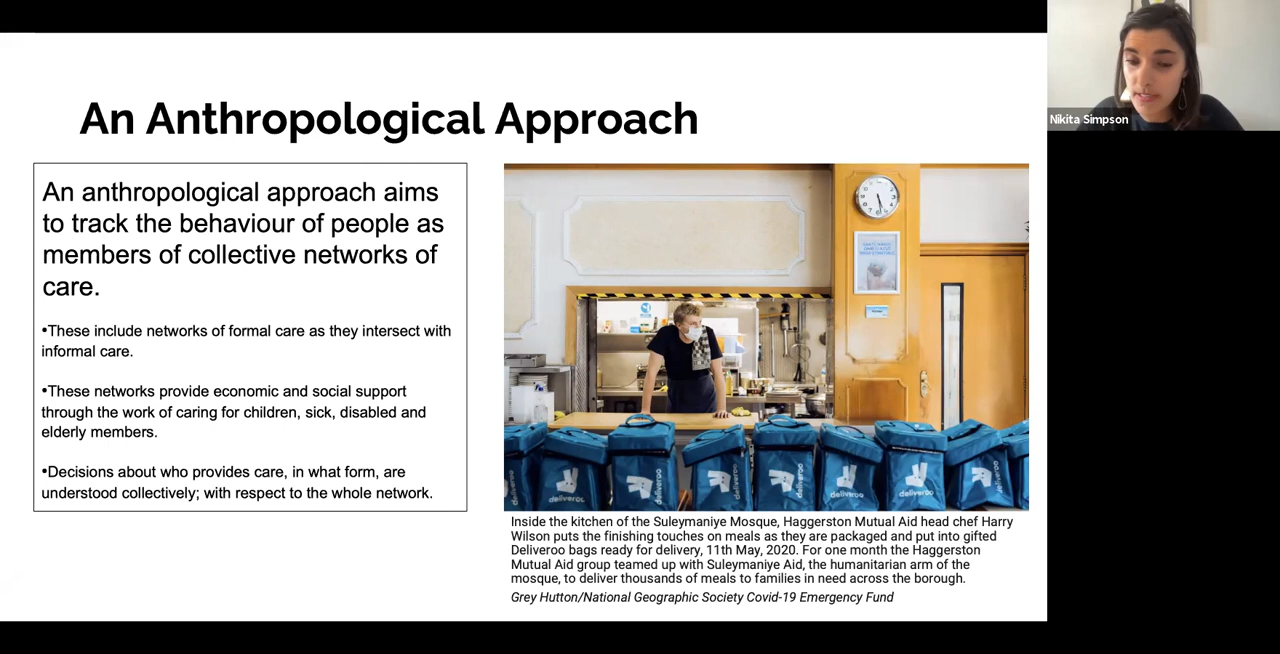 An Anthropological Approach
An anthropological approach aims
to track the behaviour of people as
members of collective networks of
care.
•These include networks of formal care as they intersect with
informal care.
•These networks provide economic and social support
through the work of caring for children, sick, disabled and
elderly members.
•Decisions about who provides care, in what form, are
understood collectively; with respect to the whole network.
deliveroo
deliveroo
deliveroo
deliveroo
deliveroo
deliveroo
deliveroo
Inside the kitchen of the Suleymaniye Mosque, Haggerston Mutual Aid head chef Harry
Wilson puts the finishing touches on meals as they are packaged and put into gifted
Deliveroo bags ready for delivery, 11th May, 2020. For one month the Haggerston
Mutual Aid group teamed up with Suleymaniye Aid, the humanitarian arm of the
mosque, to deliver thousands of meals to families in need across the borough.
Grey Hutton/National Geographic Society Covid-19 Emergency Fund
Nikita Simpson